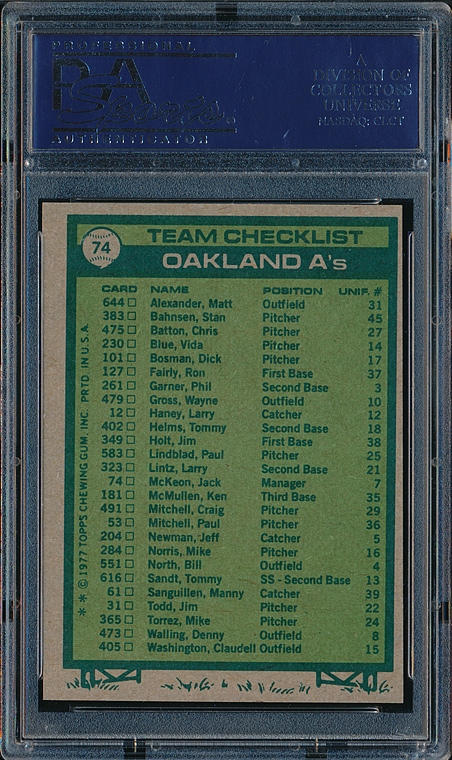 PROFESSIONAL
PSA
Sports
AUTHENTICATOR
A
DIVISION OF
COLLECTORS
UNIVERSE
NASDAQ: CLCT
74
TEAM CHECKLIST
OAKLAND A's
CARD NAME POSITION UNIF. #
644 □ Alexander, Matt Outfield 31
383 □ Bahnsen, Stan Pitcher 45
475 □ Batton, Chris Pitcher 27
230 □ Blue, Vida Pitcher 14
101 □ Bosman, Dick Pitcher 17
127 □ Fairly, Ron First Base 37
261 □ Garner, Phil Second Base 3
479 □ Gross, Wayne Outfield 10
12 □ Haney, Larry Catcher 12
402 □ Helms, Tommy Second Base 18
349 □ Holt, Jim First Base 38
583 □ Lindblad, Paul Pitcher 25
323 □ Lintz, Larry Second Base 21
74 □ McKeon, Jack Manager 7
181 □ McMullen, Ken Third Base 35
491 □ Mitchell, Craig Pitcher 29
53 □ Mitchell, Paul Pitcher 36
204 □ Newman, Jeff Catcher 5
284 □ Norris, Mike Pitcher 16
551 □ North, Bill Outfield 4
616 □ Sandt, Tommy SS - Second Base 13
61 □ Sanguillen, Manny Catcher 39
31 □ Todd, Jim Pitcher 22
365 □ Torrez, Mike Pitcher 24
473 □ Walling, Denny Outfield 8
405 □ Washington, Claudell Outfield 15
* * © 1977 TOPPS CHEWING GUM, INC. PRTD. IN U.S.A.